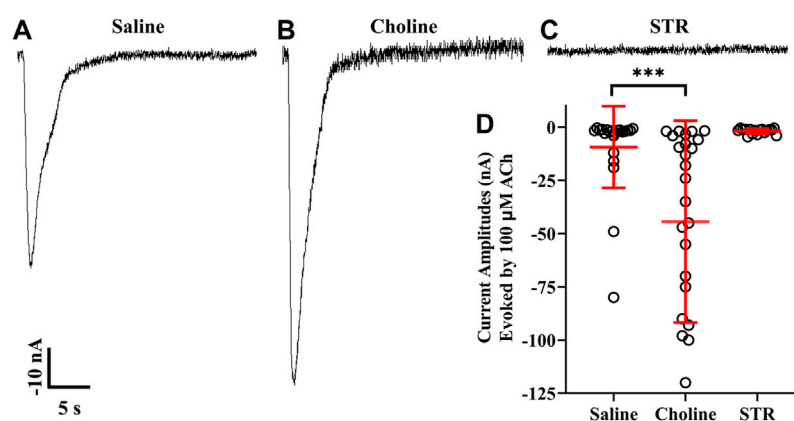 A
Saline
B
Choline
C
STR
-10 nA
5 s
D
***
Current Amplitudes (nA)
Evoked by 100 µM ACh
0
-25
-50
-75
-100
-125
Saline
Choline
STR